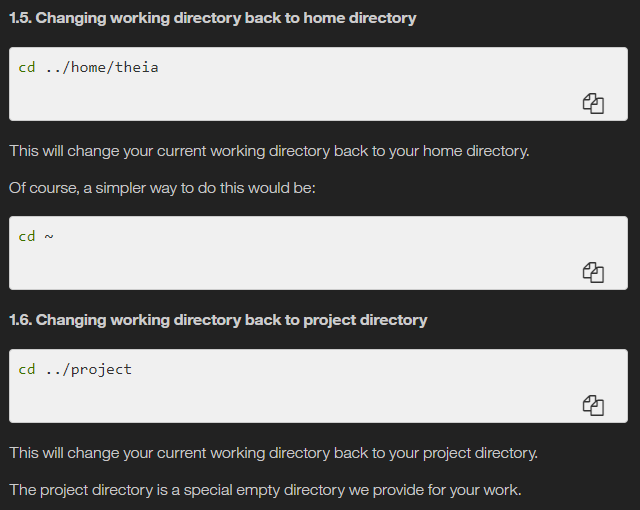 1.5. Changing working directory back to home directory
cd ../home/theia
This will change your current working directory back to your home directory.
Of course, a simpler way to do this would be:
cd ~
1.6. Changing working directory back to project directory
cd ../project
This will change your current working directory back to your project directory.
The project directory is a special empty directory we provide for your work.